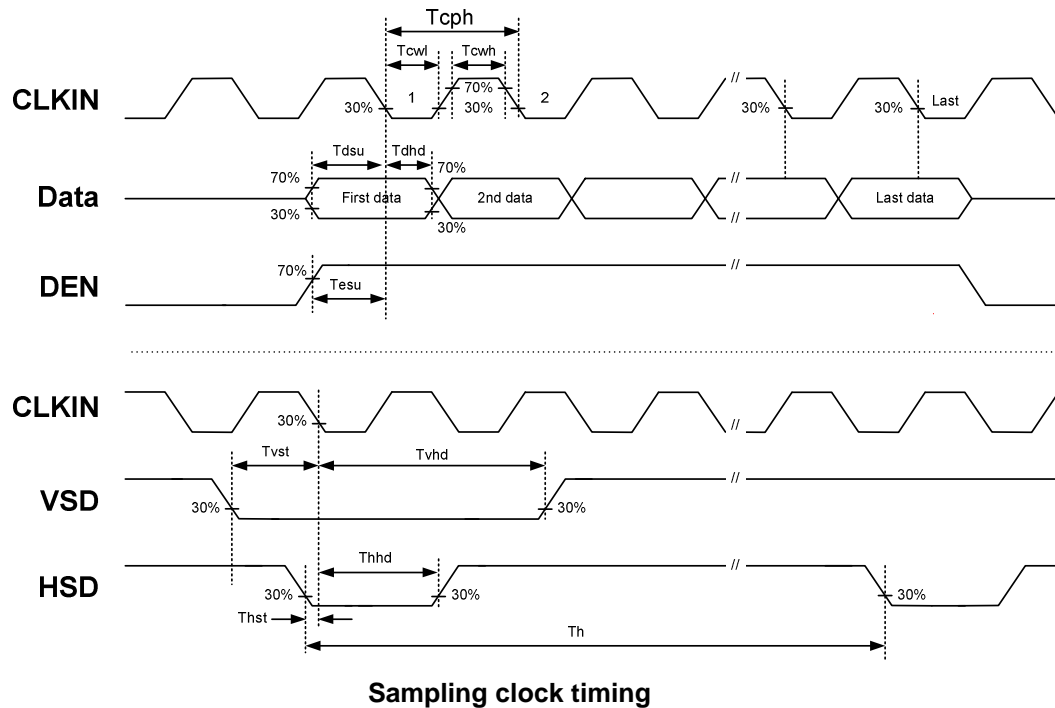 Tcph
Tcwl Tcwh
CLKIN 30% 1 70% 30% 2 // 30% 30% Last
Tdsu Tdhd
70% 70%
Data First data 2nd data // // Last data
30% 30%
DEN 70% // Tesu
CLKIN 30% //
Tvst Tvhd
VSD 30% 30% //
Thhd
HSD 30% 30% // 30%
Thst
Th
Sampling clock timing